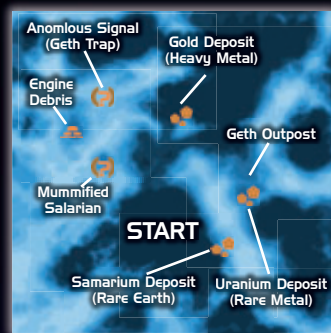 Anomlous Signal
(Geth Trap)
Gold Deposit
(Heavy Metal)
Engine
Debris
Geth Outpost
Mummified
Salarian
START
Samarium Deposit
(Rare Earth)
Uranium Deposit
(Rare Metal)